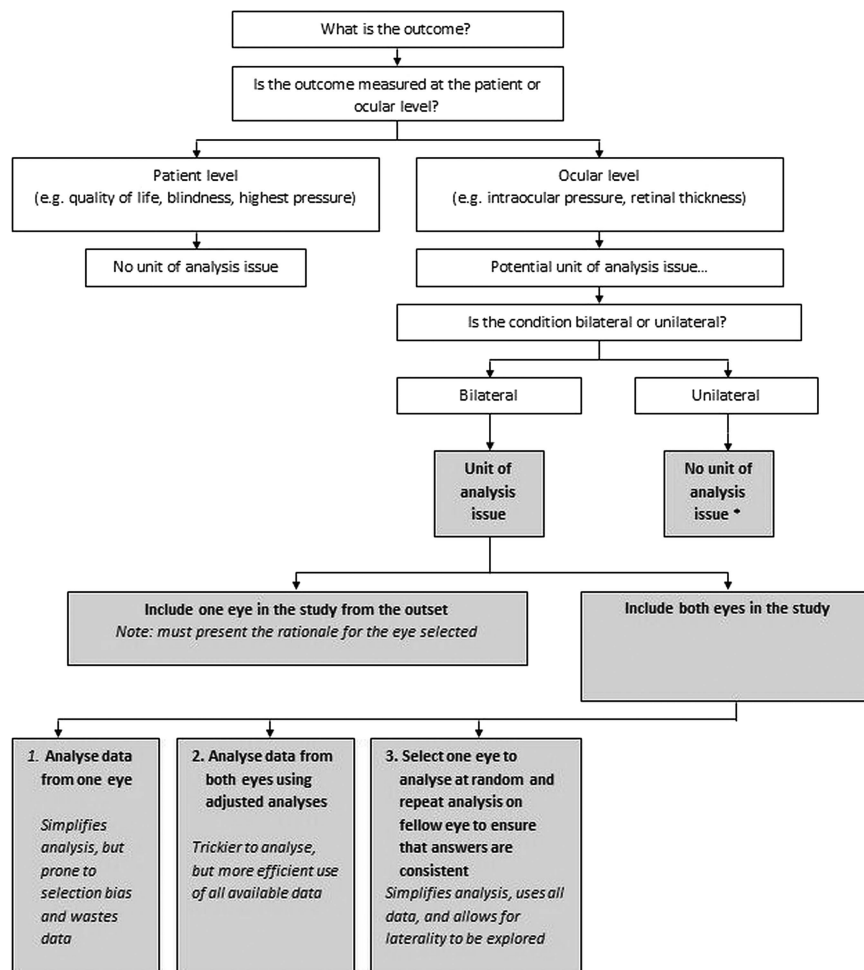 What is the outcome?
Is the outcome measured at the patient or
ocular level?
Patient level
(e.g. quality of life, blindness, highest pressure)
Ocular level
(e.g. intraocular pressure, retinal thickness)
No unit of analysis issue
Potential unit of analysis issue...
Is the condition bilateral or unilateral?
Bilateral
Unilateral
Unit of
analysis
issue
No unit of
analysis
issue *
Include one eye in the study from the outset
Note: must present the rationale for the eye selected
Include both eyes in the study
1. Analyse data
from one eye
Simplifies
analysis, but
prone to
selection bias
and wastes
data
2. Analyse data from
both eyes using
adjusted analyses
Trickier to analyse,
but more efficient use
of all available data
3. Select one eye to
analyse at random and
repeat analysis on
fellow eye to ensure
that answers are
consistent
Simplifies analysis, uses all
data, and allows for
laterality to be explored